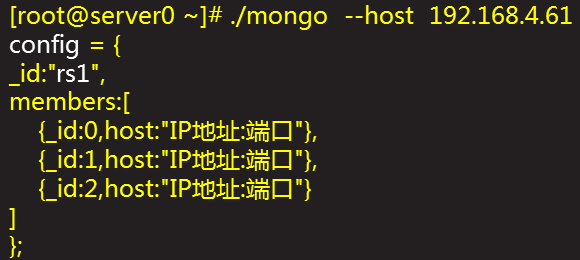 [root@server0 ~]# ./mongo --host 192.168.4.61
config = {
_id:"rs1",
members:[
{_id:0,host:"IP地址:端口"},
{_id:1,host:"IP地址:端口"},
{_id:2,host:"IP地址:端口"}
]
};